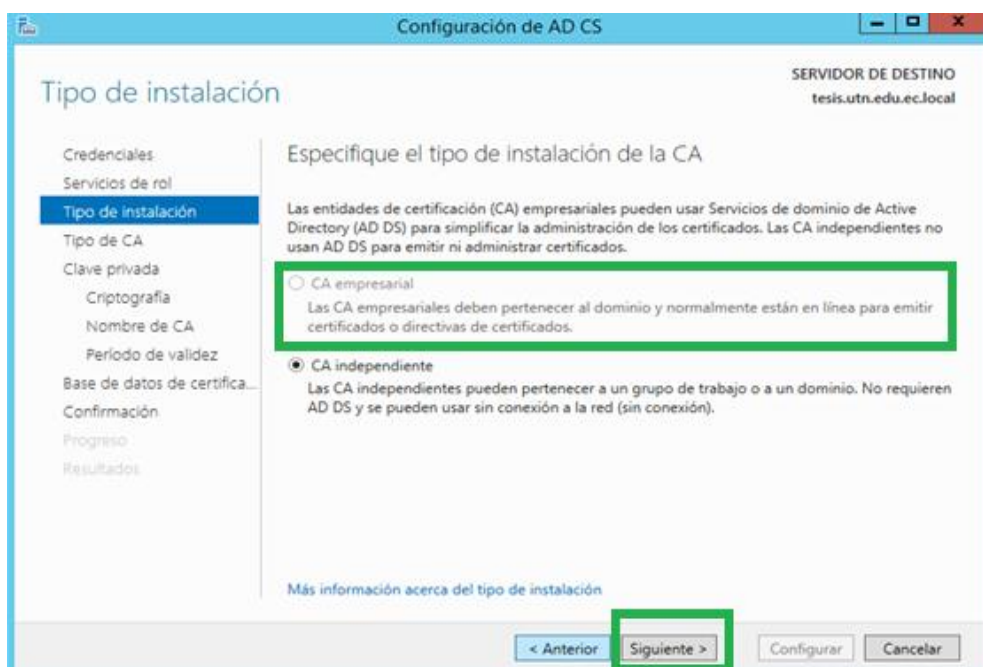 Configuración de AD CS
Tipo de instalación
SERVIDOR DE DESTINO
tesis.utn.edu.ec.local
Credenciales
Servicios de rol
Tipo de instalación
Tipo de CA
Clave privada
Criptografía
Nombre de CA
Período de validez
Base de datos de certifica...
Confirmación
Progreso
Resultados
Especifique el tipo de instalación de la CA
Las entidades de certificación (CA) empresariales pueden usar Servicios de dominio de Active
Directory (AD DS) para simplificar la administración de los certificados. Las CA independientes no
usan AD DS para emitir ni administrar certificados.
CA empresarial
Las CA empresariales deben pertenecer al dominio y normalmente están en línea para emitir
certificados o directivas de certificados.
CA independiente
Las CA independientes pueden pertenecer a un grupo de trabajo o a un dominio. No requieren
AD DS y se pueden usar sin conexión a la red (sin conexión).
Más información acerca del tipo de instalación
< Anterior
Siguiente >
Configurar
Cancelar